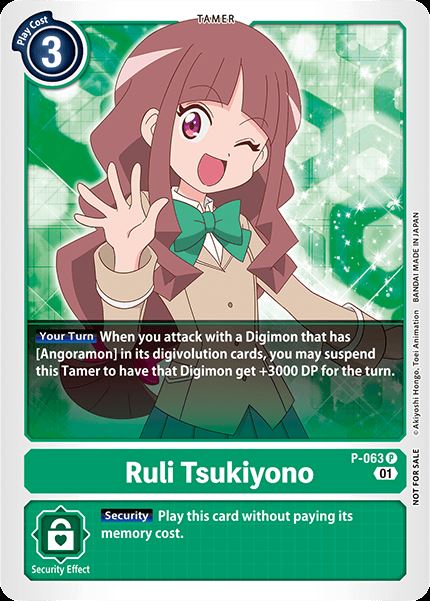 TAMER
Play Cost
3
Your Turn When you attack with a Digimon that has
[Angoramon] in its digivolution cards, you may suspend
this Tamer to have that Digimon get +3000 DP for the turn.
©Akiyoshi Hongo, Toei Animation BANDAI MADE IN JAPAN
P-063 P
Ruli Tsukiyono
01
NOT FOR SALE
Security Play this card without paying its
memory cost.
Security Effect